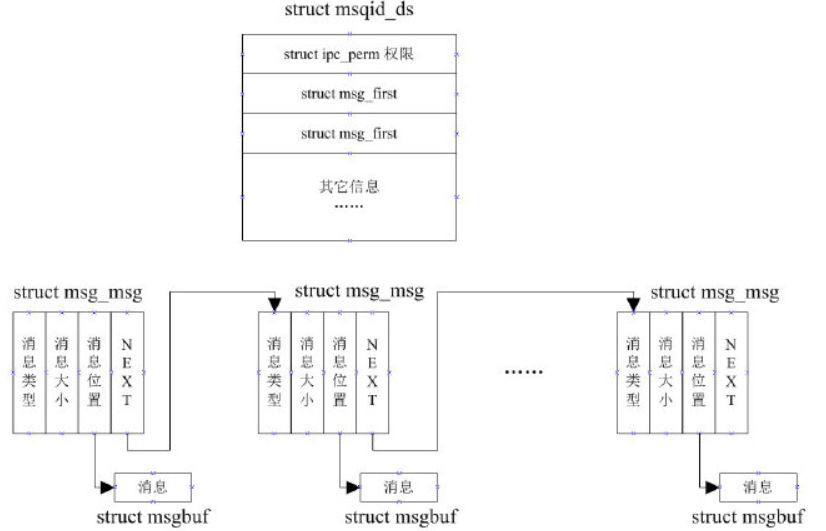 struct msqid_ds
struct ipc_perm 权限
struct msg_first
struct msg_first
其它信息
……
struct msg_msg
struct msg_msg
struct msg_msg
消息类型
消息大小
消息位置
NEXT
消息类型
消息大小
消息位置
NEXT
……
消息类型
消息大小
消息位置
NEXT
消息
消息
消息
struct msgbuf
struct msgbuf
struct msgbuf